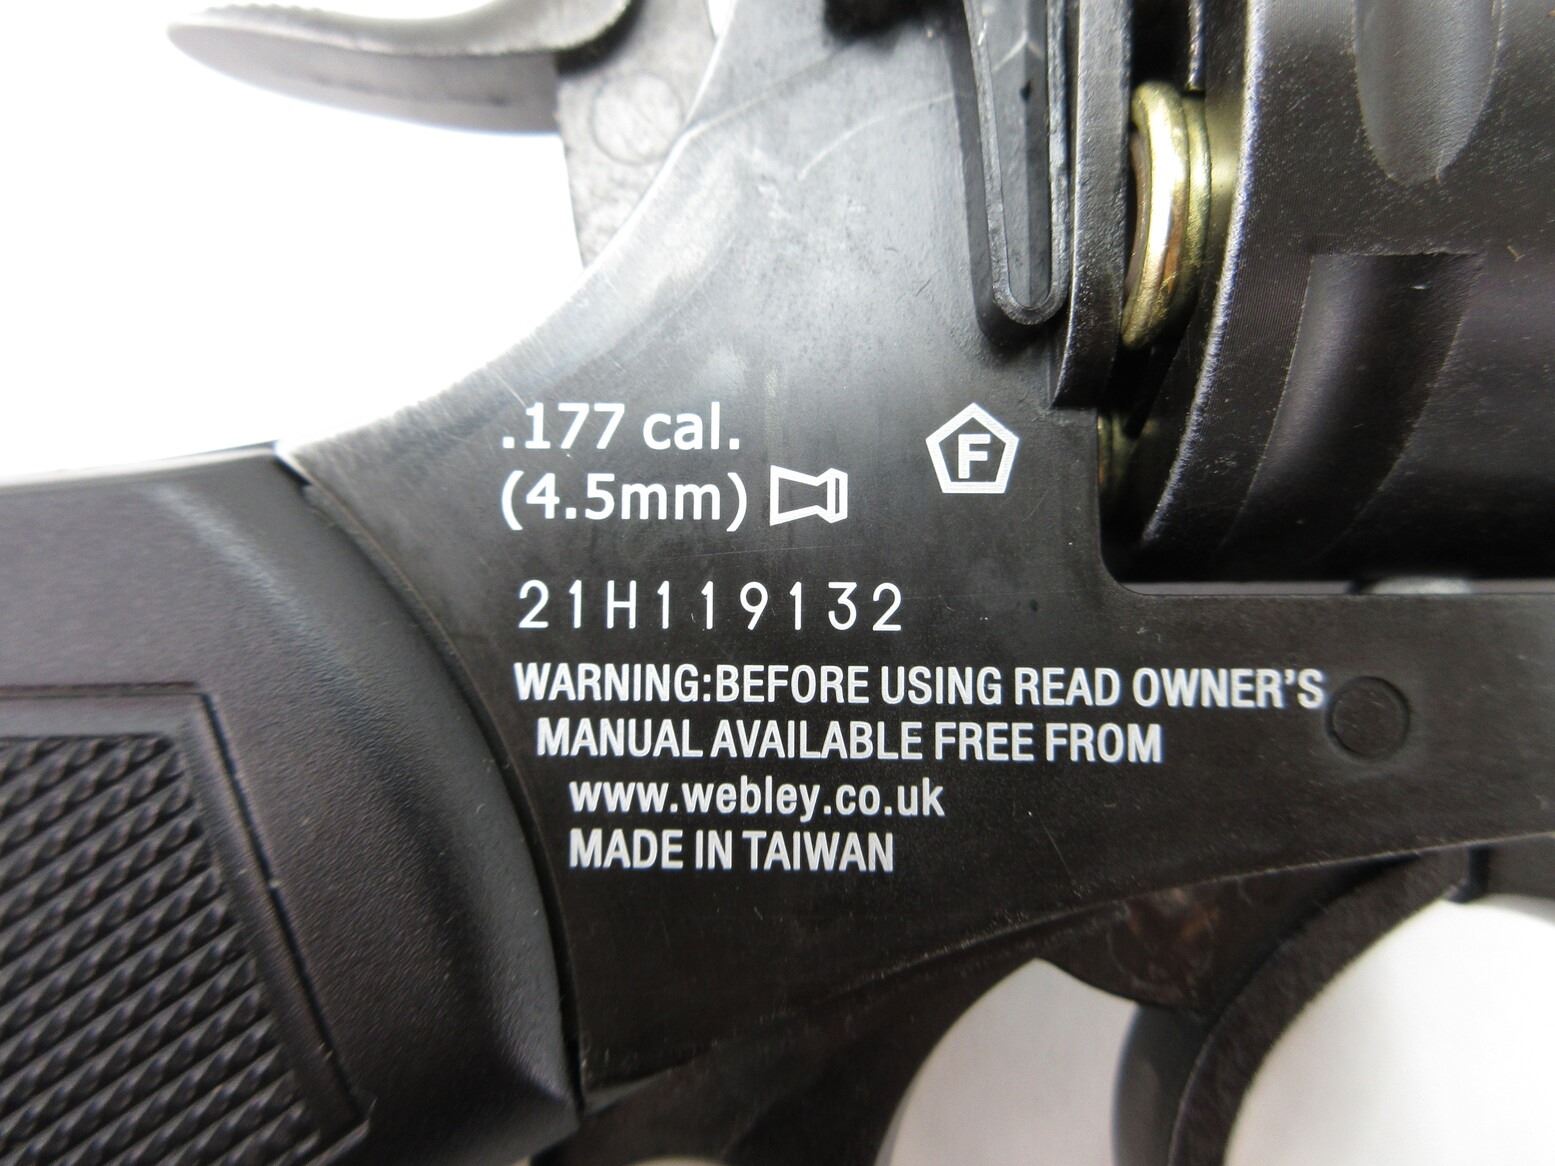 .177 cal.
(4.5mm)
F
21H119132
WARNING:BEFORE USING READ OWNER'S
MANUAL AVAILABLE FREE FROM
www.webley.co.uk
MADE IN TAIWAN